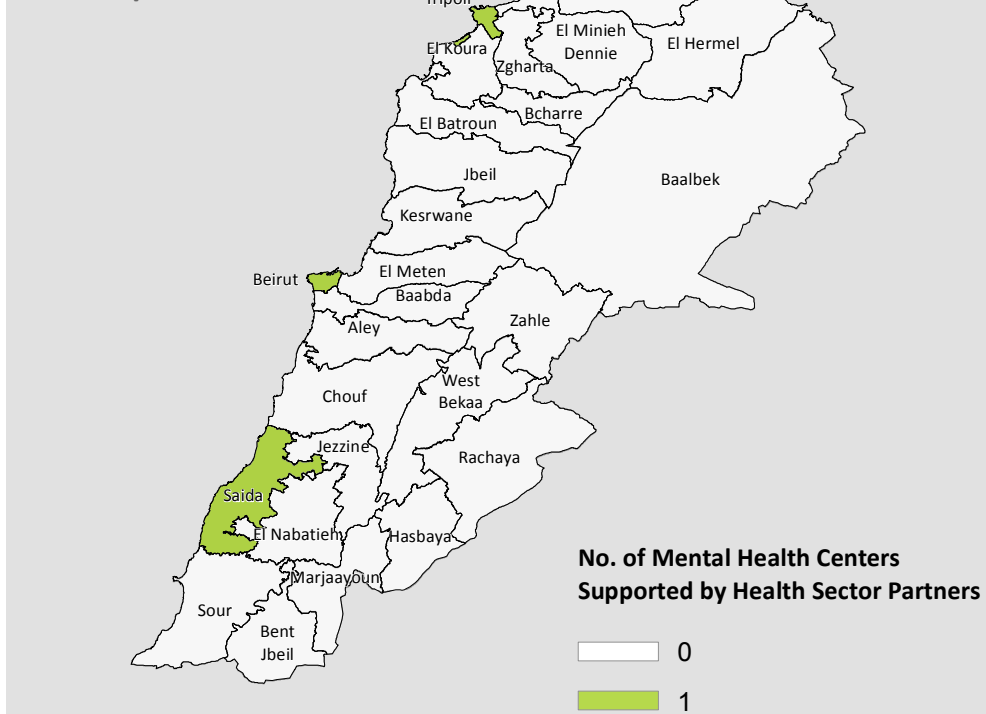 Tripoli
El Koura
Zgharta
El Minieh
Dennie
El Hermel
Bcharre
El Batroun
Jbeil
Baalbek
Kesrwane
El Meten
Beirut
Baabda
Aley
Zahle
Chouf
West
Bekaa
Jezzine
Rachaya
Saida
El Nabatieh
Hasbaya
Marjaayoun
Sour
Bent
Jbeil
No. of Mental Health Centers
Supported by Health Sector Partners
0
1